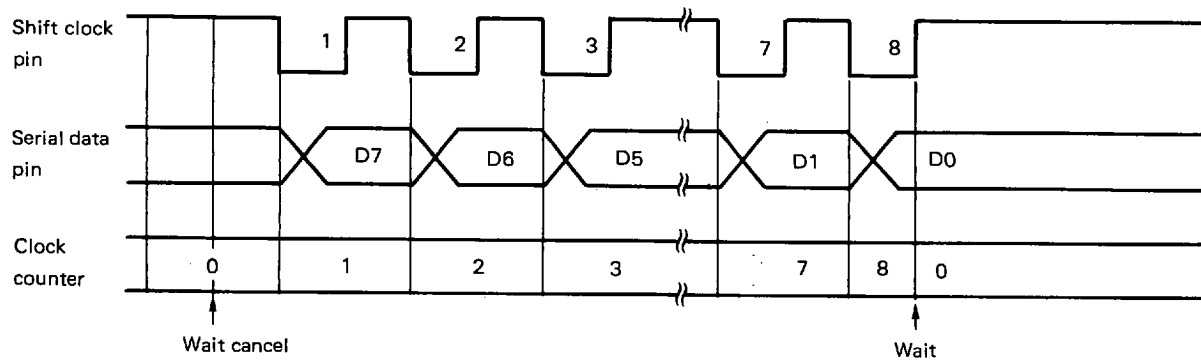 Shift clock
pin
1 2 3 7 8
Serial data
pin
D7 D6 D5 D1 D0
Clock
counter
0 1 2 3 7 8 0
Wait cancel
Wait